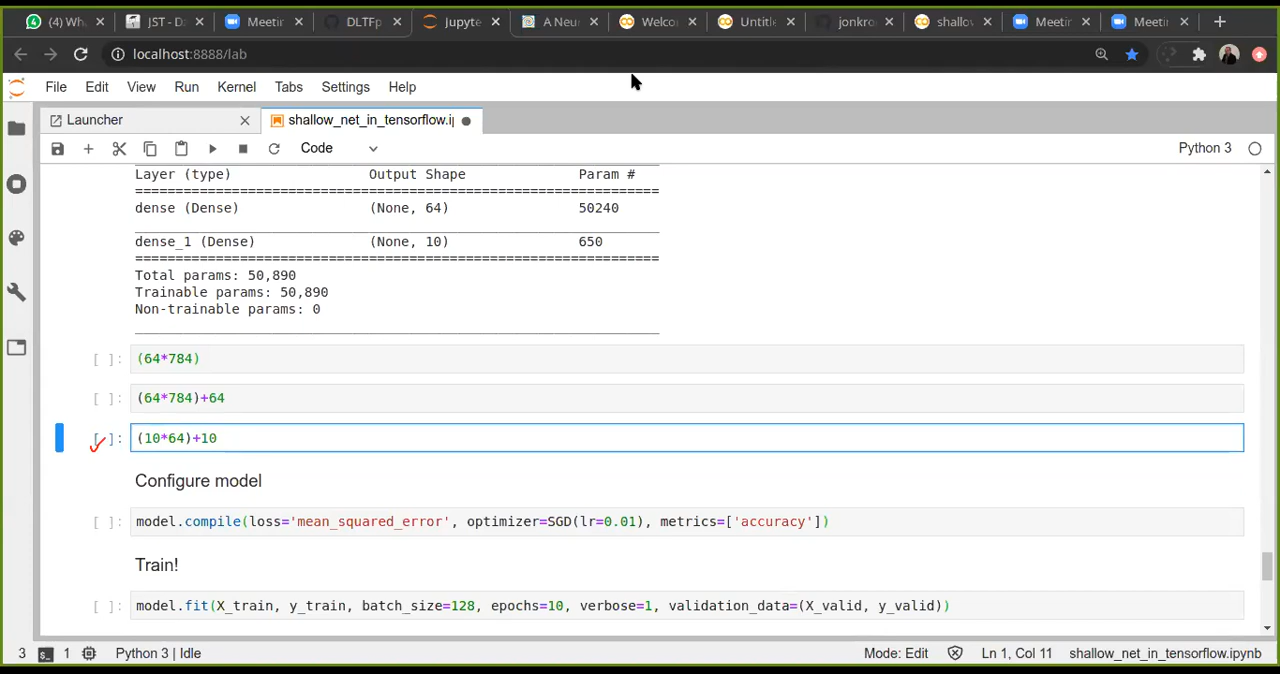 (4) Wh
JST - D
Meetin
DLTFp
jupyte
A Neu
Welco
Untitl
jonkro
shallo
Meetin
Meetin
localhost:8888/lab
File Edit View Run Kernel Tabs Settings Help
Launcher
shallow_net_in_tensorflow.i
Code
Python 3
Layer (type) Output Shape Param #
=================================================================
dense (Dense) (None, 64) 50240
dense_1 (Dense) (None, 10) 650
=================================================================
Total params: 50,890
Trainable params: 50,890
Non-trainable params: 0
[ ]: (64*784)
[ ]: (64*784)+64
[ ]: (10*64)+10
Configure model
[ ]: model.compile(loss='mean_squared_error', optimizer=SGD(lr=0.01), metrics=['accuracy'])
Train!
[ ]: model.fit(X_train, y_train, batch_size=128, epochs=10, verbose=1, validation_data=(X_valid, y_valid))
3 1 Python 3 | Idle Mode: Edit Ln 1, Col 11 shallow_net_in_tensorflow.ipynb